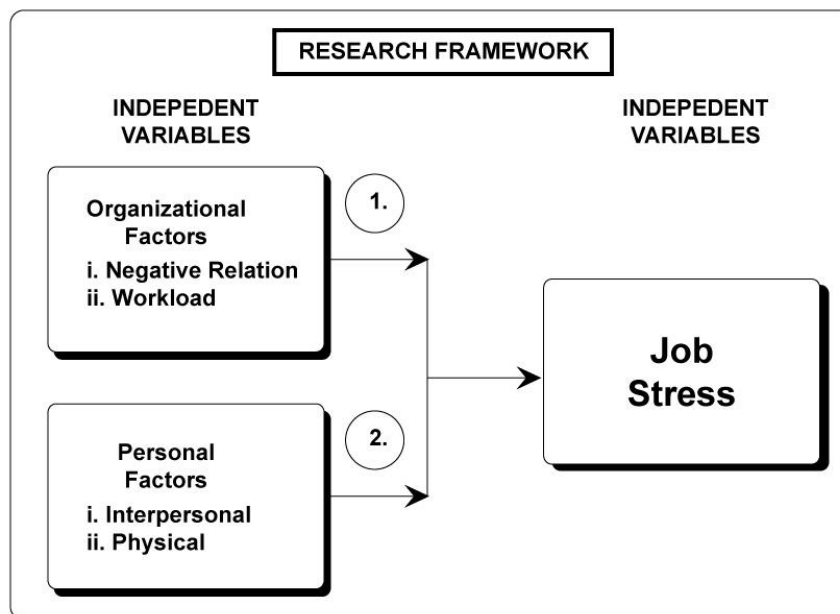 RESEARCH FRAMEWORK
INDEPEDENT
VARIABLES
Organizational
Factors
i. Negative Relation
ii. Workload
1.
Personal
Factors
i. Interpersonal
ii. Physical
2.
INDEPEDENT
VARIABLES
Job
Stress